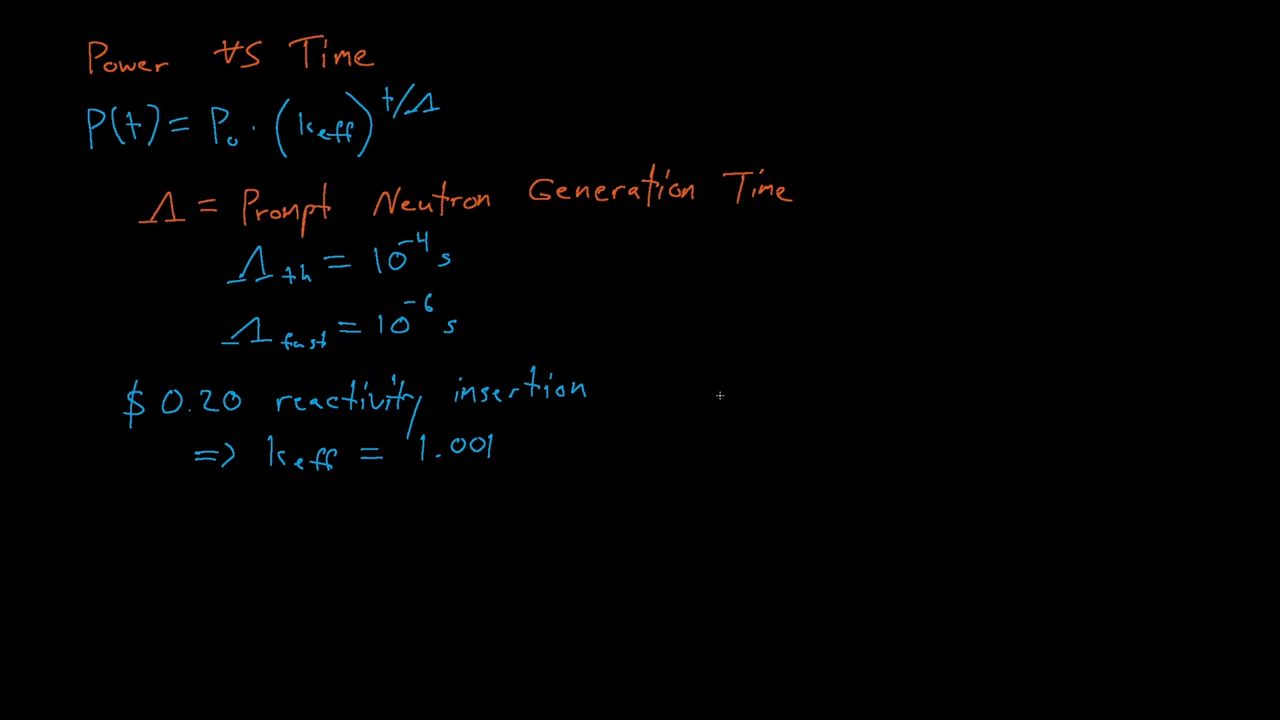 Power vs Time
P(t) = P₀ · (keff)^(t/Λ)
Λ = Prompt Neutron Generation Time
Λth = 10⁻⁴ s
Λfast = 10⁻⁶ s
$ 0.20 reactivity insertion
=> keff = 1.001